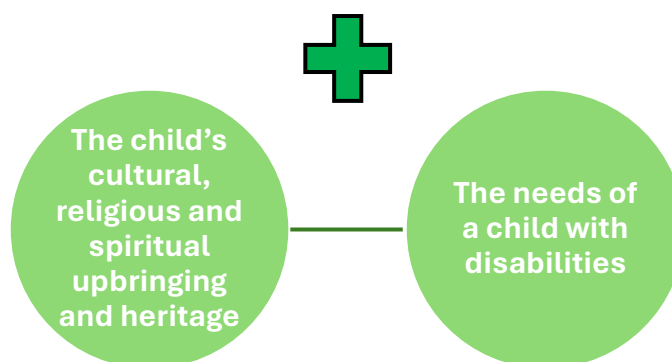 The child’s
cultural,
religious and
spiritual
upbringing
and heritage
The needs of
a child with
disabilities